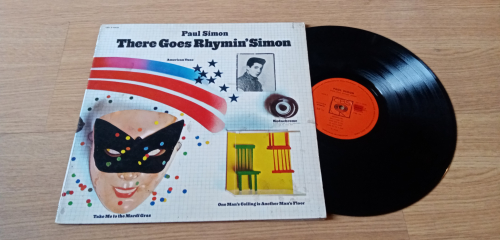 Paul Simon
There Goes Rhymin' Simon
American Tune
Kodachrome
Take Me to the Mardi Gras
One Man's Ceiling is Another Man's Floor